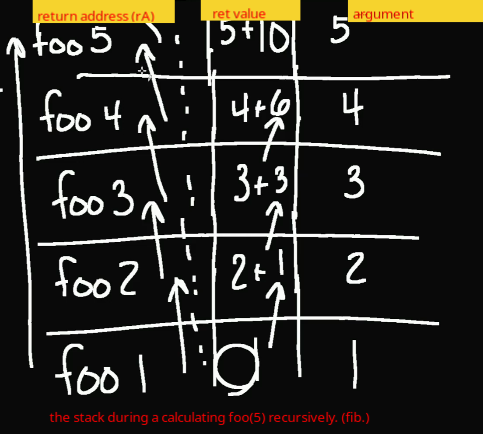 return address (rA) ret value argument
foo 5 5+10 5
foo 4 4+6 4
foo 3 3+3 3
foo 2 2+1 2
foo 1 1
the stack during a calculating foo(5) recursively. (fib.)